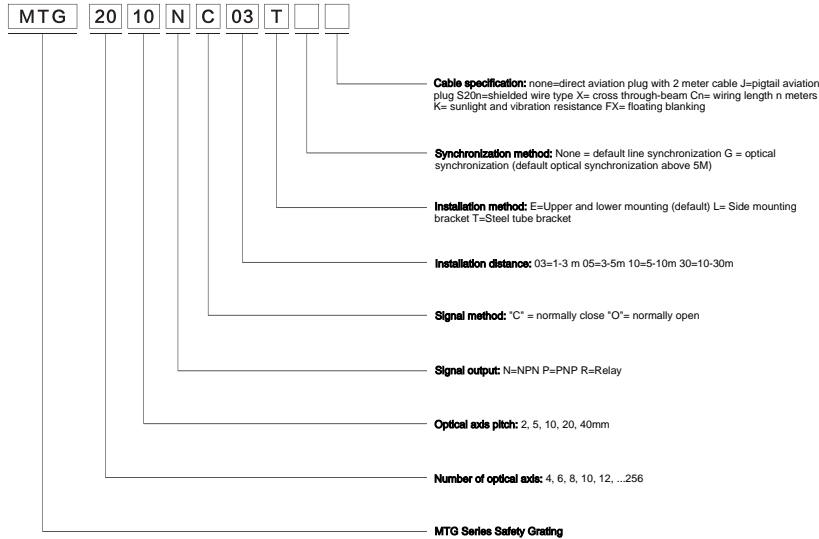 MTG 20 10 N C 03 T
Cable specification: none=direct aviation plug with 2 meter cable J=pigtail aviation
plug S20n=shielded wire type X= cross through-beam Cn= wiring length n meters
K= sunlight and vibration resistance FX= floating blanking
Synchronization method: None = default line synchronization G = optical
synchronization (default optical synchronization above 5M)
Installation method: E=Upper and lower mounting (default) L= Side mounting
bracket T=Steel tube bracket
Installation distance: 03=1-3 m 05=3-5m 10=5-10m 30=10-30m
Signal method: "C" = normally close "O"= normally open
Signal output: N=NPN P=PNP R=Relay
Optical axis pitch: 2, 5, 10, 20, 40mm
Number of optical axis: 4, 6, 8, 10, 12, ...256
MTG Series Safety Grating